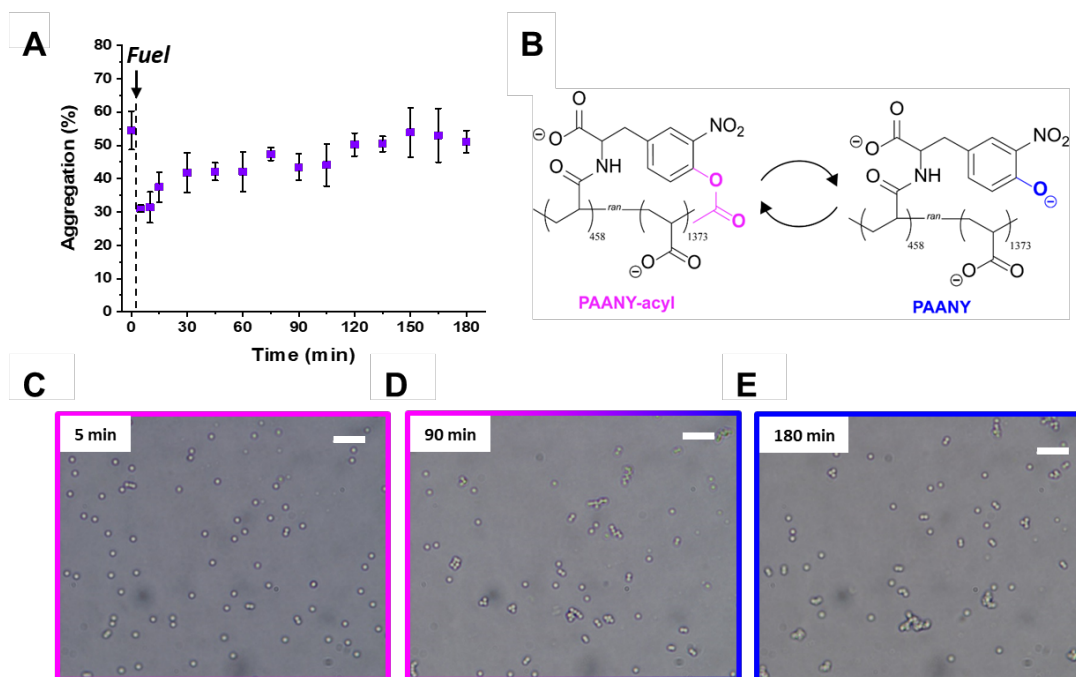 A
Fuel
Aggregation (%)
80
70
60
50
40
30
20
10
0
0 30 60 90 120 150 180
Time (min)
B
O
⊖O
NH
O
NO₂
O
O
ran
458
1373
⊖O
O
PAANY-acyl
O
⊖O
NH
O
NO₂
O
⊖
ran
458
1373
⊖O
O
PAANY
C
5 min
D
90 min
E
180 min